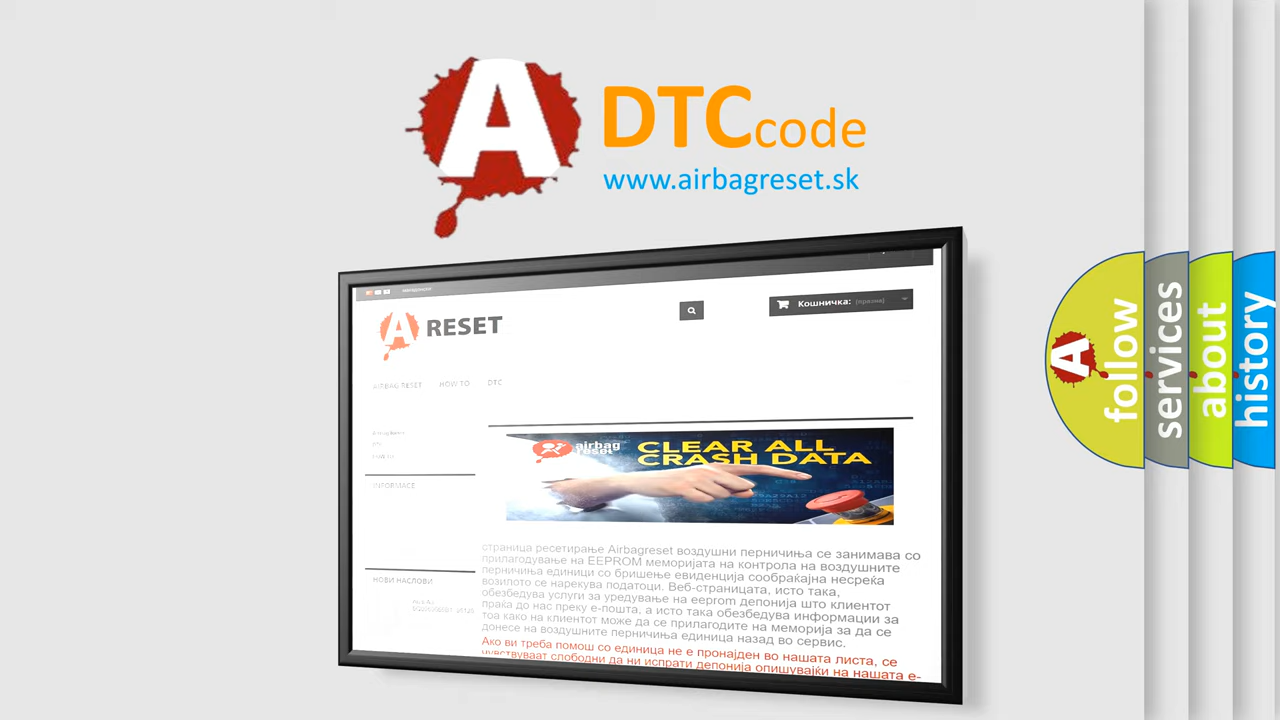 A
DTCcode
www.airbagreset.sk
Кошничка: (празна)
A RESET
AIRBAG RESET HOW TO DTC
airbag
reset
CLEAR ALL
CRASH DATA
INFORMACE
страница ресетирање Airbagreset воздушни перничиња се занимава со
прилагодување на EEPROM меморијата на контрола на воздушните
перничиња единици со бришење евиденција сообраќајна несреќа
возилото се нарекува податоци. Веб-страницата, исто така,
обезбедува услуги за уредување на eeprom депонија што клиентот
праќа до нас преку е-пошта, а исто така обезбедува информации за
тоа како на клиентот може да се прилагодите на меморија за да се
донесе на воздушните перничиња единица назад во сервис.
НОВИ НАСЛОВИ
Ако ви треба помош со единица не е пронајден во нашата листа, се
чувствуваат слободни да ни испрати депонија опишувајќи на нашата е-
A
follow
services
about
history